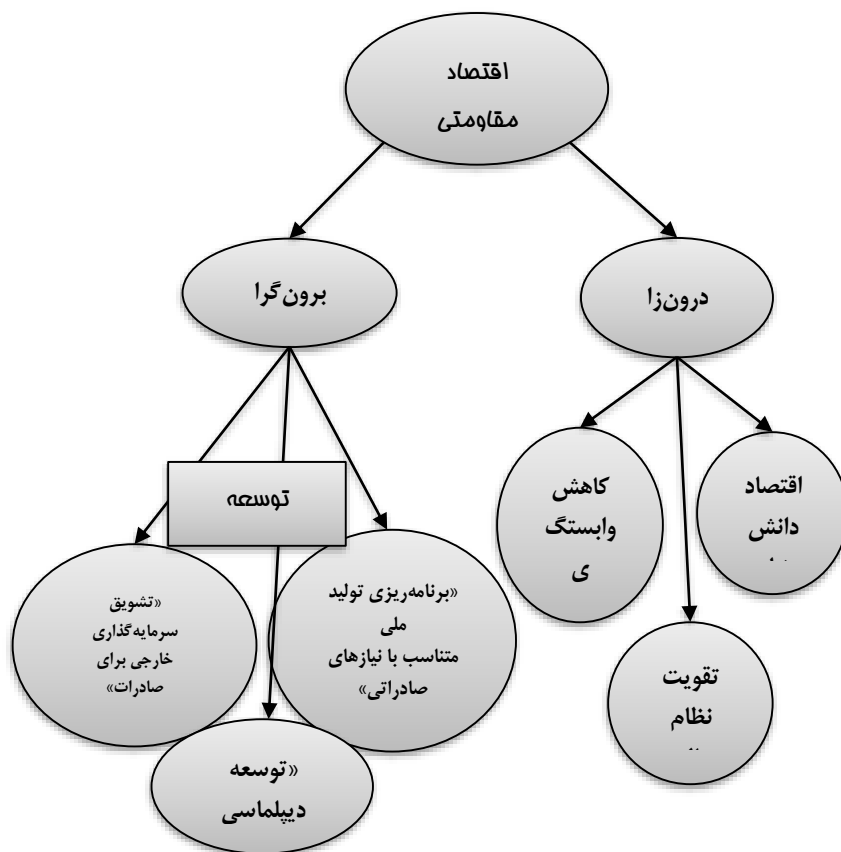 اقتصاد
مقاومتی
درون‌زا
برون‌گرا
اقتصاد
دانش
کاهش
وابستگ
ی
تقویت
نظام
توسعه
«برنامه‌ریزی تولید
ملی
متناسب با نیازهای
صادراتی»
«تشویق
سرمایه‌گذاری
خارجی برای
صادرات»
«توسعه
دیپلماسی